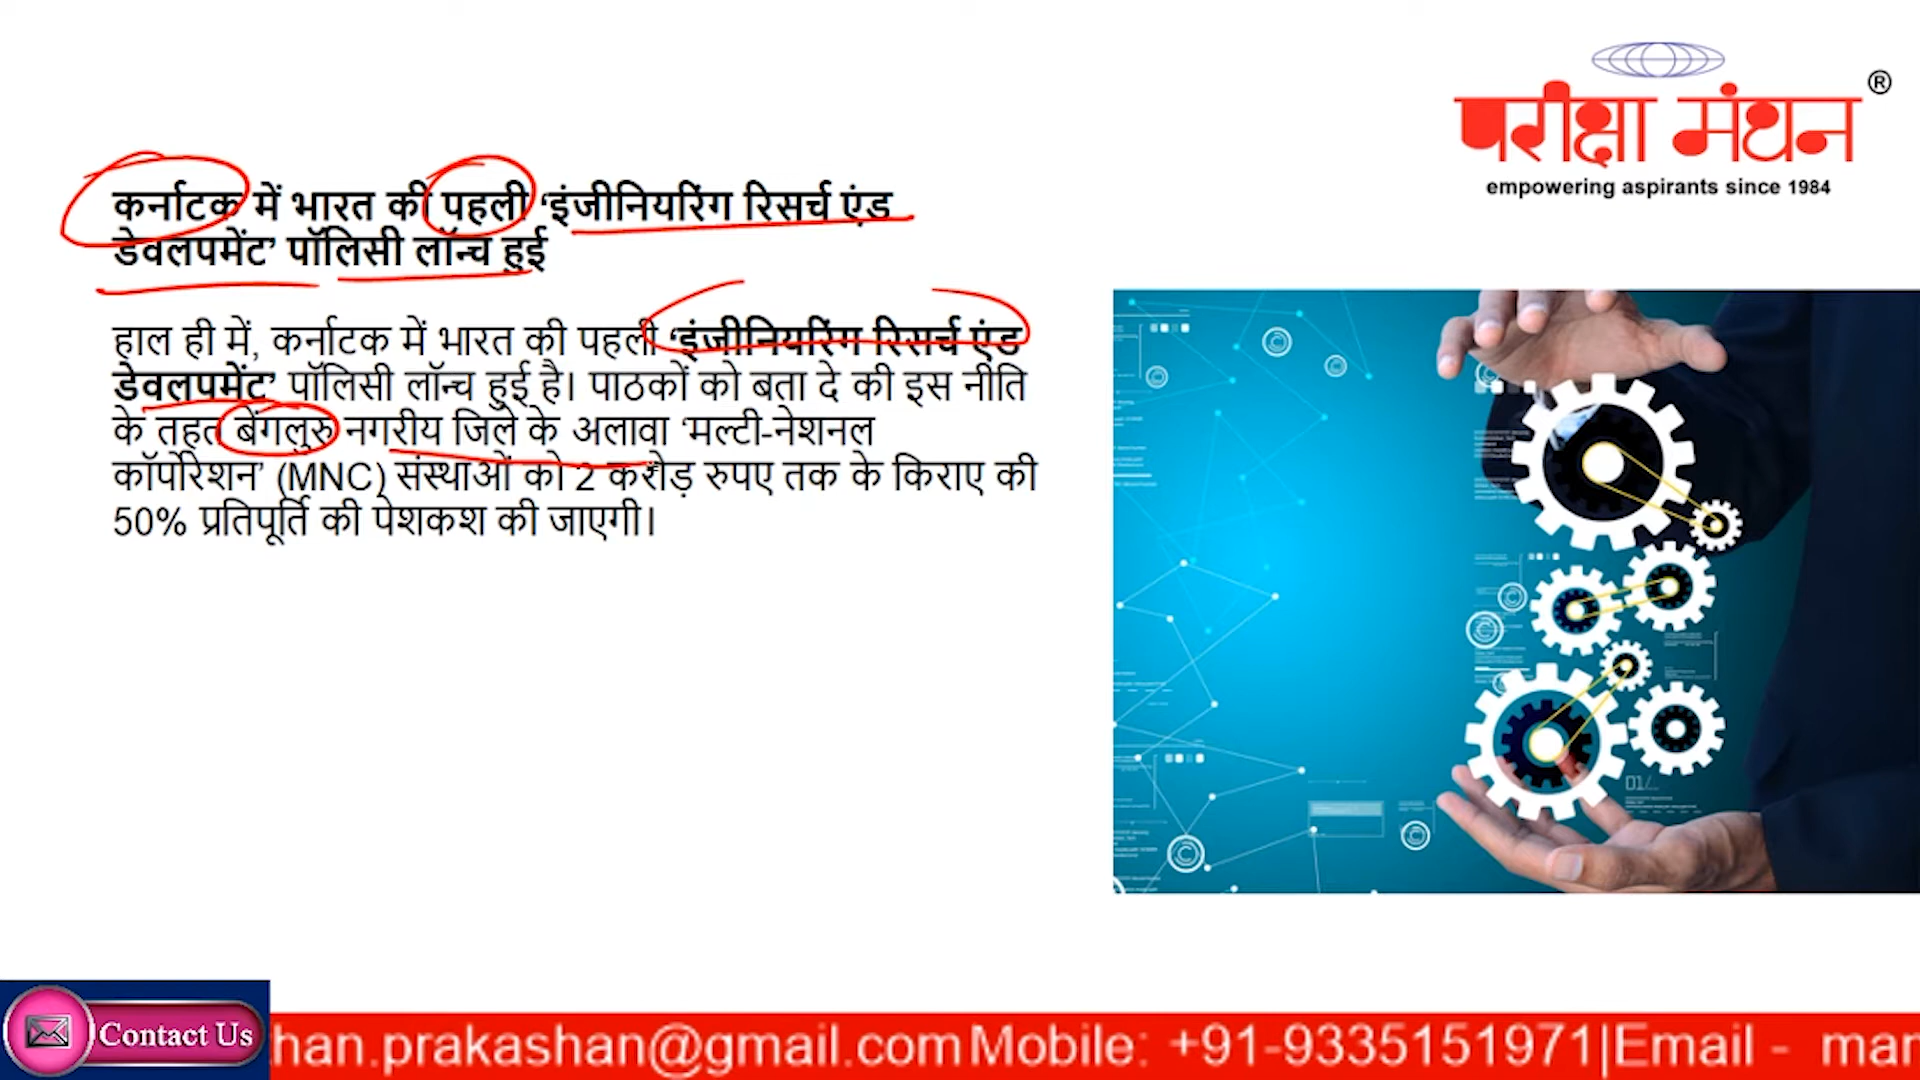 परीक्षा मंथन ®
empowering aspirants since 1984
कर्नाटक में भारत की पहली ‘इंजीनियरिंग रिसर्च एंड
डेवलपमेंट’ पॉलिसी लॉन्च हुई
हाल ही में, कर्नाटक में भारत की पहली ‘इंजीनियरिंग रिसर्च एंड
डेवलपमेंट’ पॉलिसी लॉन्च हुई है। पाठकों को बता दे की इस नीति
के तहत बेंगलुरु नगरीय जिले के अलावा ‘मल्टी-नेशनल
कॉर्पोरेशन’ (MNC) संस्थाओं को 2 करोड़ रुपए तक के किराए की
50% प्रतिपूर्ति की पेशकश की जाएगी।
Contact Us
han.prakashan@gmail.com Mobile: +91-9335151971|Email - man